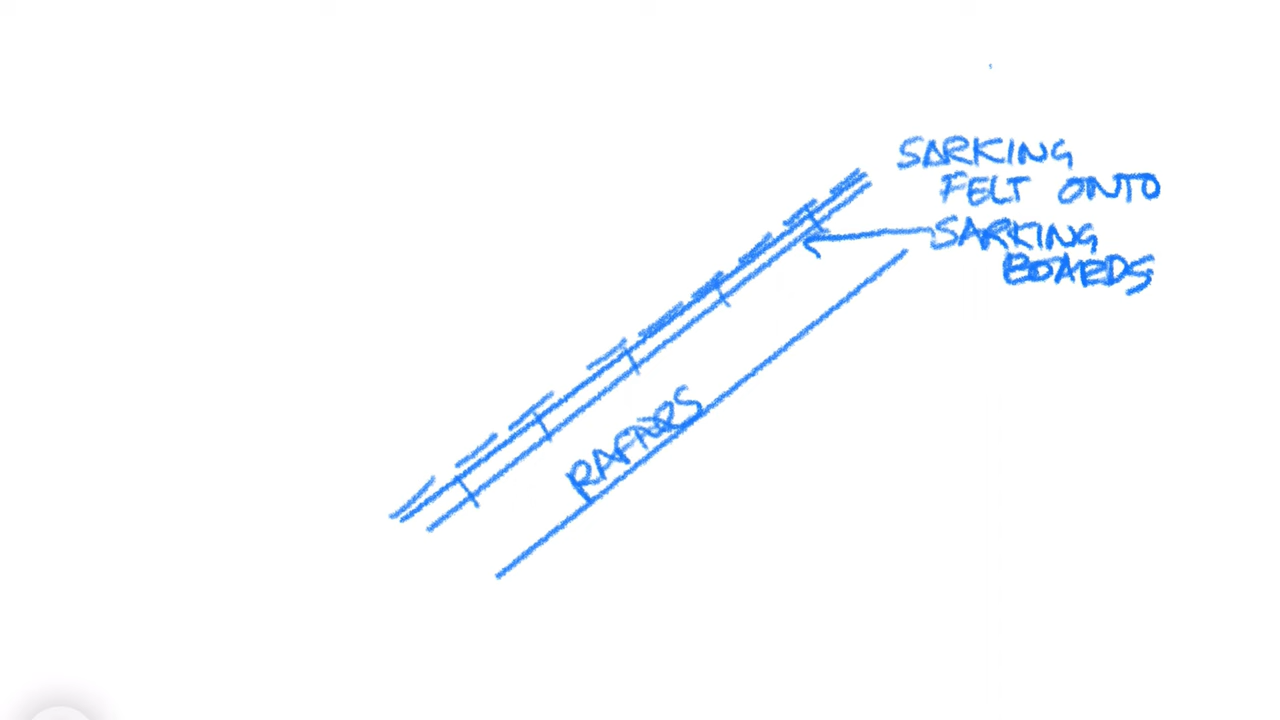 SARKING
FELT ONTO
SARKING
BOARDS
RAFTERS